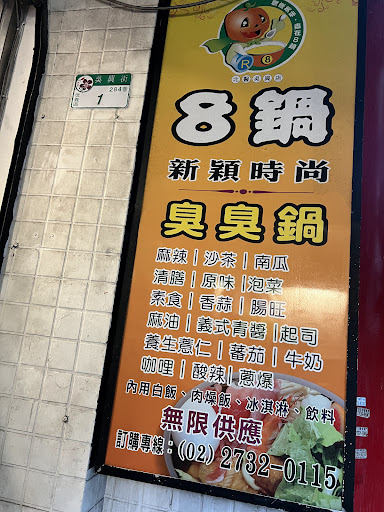 吳興街
284巷
1
R 8
8鍋
新穎時尚
臭臭鍋
麻辣|沙茶|南瓜
清膳|原味|泡菜
素食|香蒜|腸旺
麻油|義式青醬|起司
養生薏仁|蕃茄|牛奶
咖哩|酸辣|蔥爆
內用白飯、肉燥飯、冰淇淋、飲料
無限供應
訂購專線：(02) 2732-0115